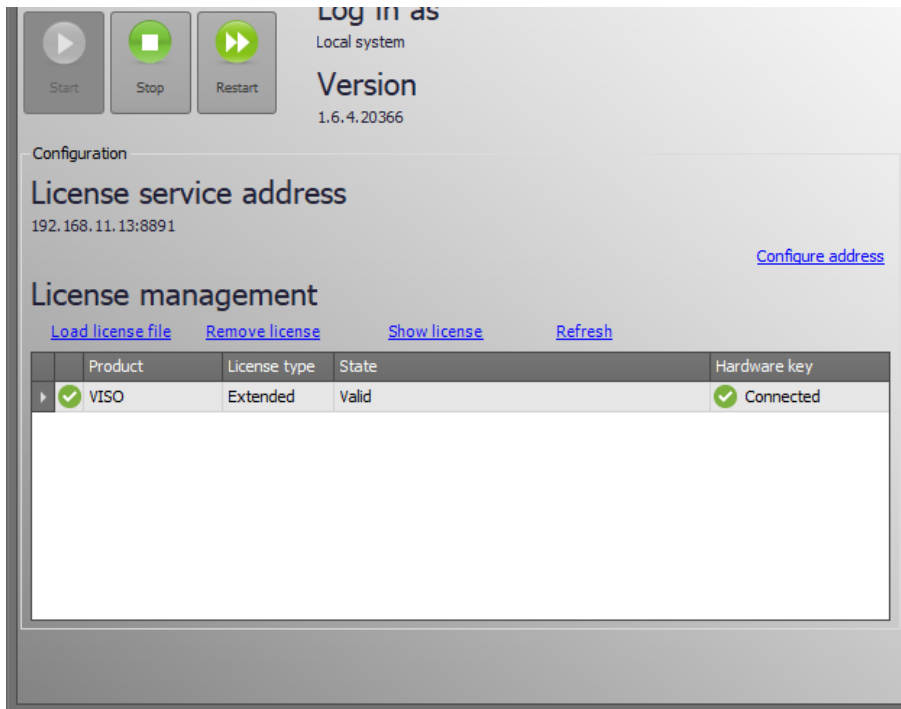 Log in as
Local system
Start Stop Restart
Version
1.6.4.20366
Configuration
License service address
192.168.11.13:8891
Configure address
License management
Load license file Remove license Show license Refresh
Product License type State Hardware key
VISO Extended Valid Connected